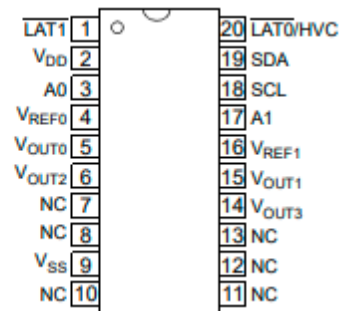 LAT1 1 20 LAT0/HVC
VDD 2 19 SDA
A0 3 18 SCL
VREF0 4 17 A1
VOUT0 5 16 VREF1
VOUT2 6 15 VOUT1
NC 7 14 VOUT3
NC 8 13 NC
VSS 9 12 NC
NC 10 11 NC